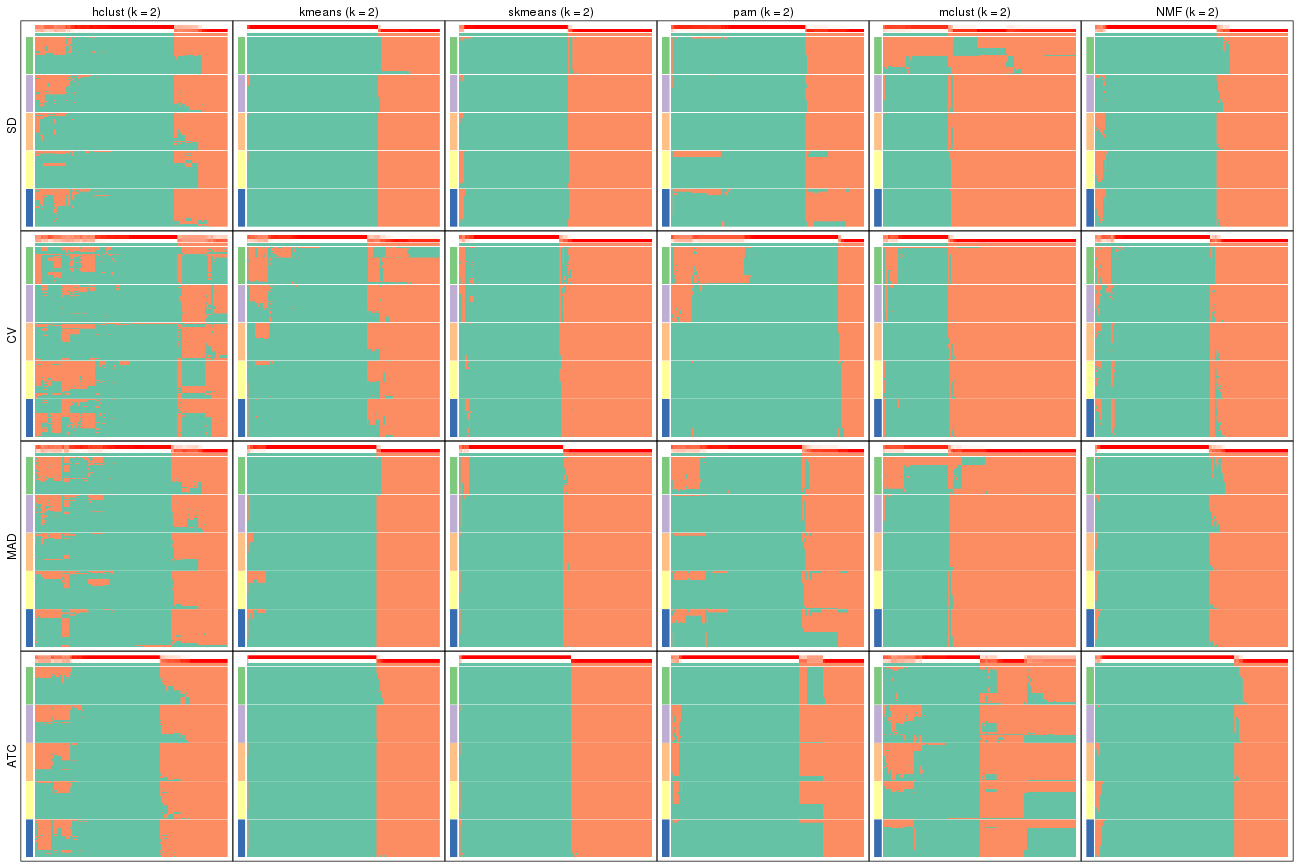 hclust (k = 2)
kmeans (k = 2)
skmeans (k = 2)
pam (k = 2)
mclust (k = 2)
NMF (k = 2)
SD
CV
MAD
ATC